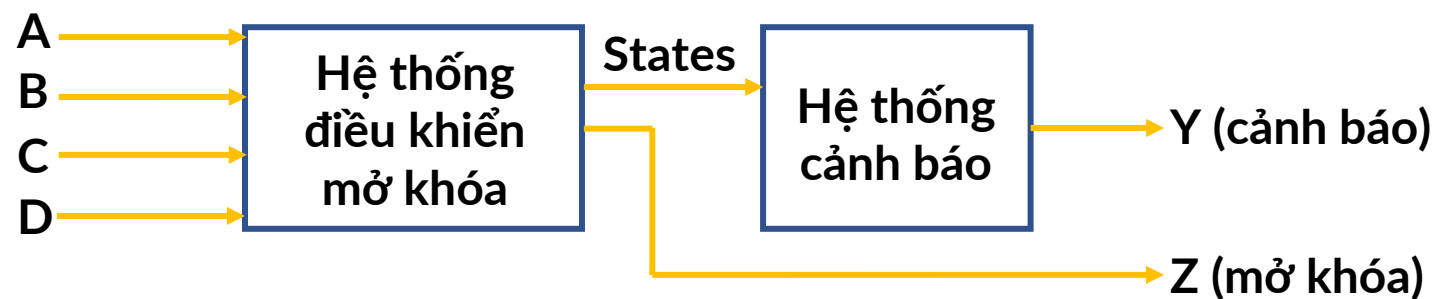 A
B
C
D
Hệ thống
điều khiển
mở khóa
States
Hệ thống
cảnh báo
Y (cảnh báo)
Z (mở khóa)